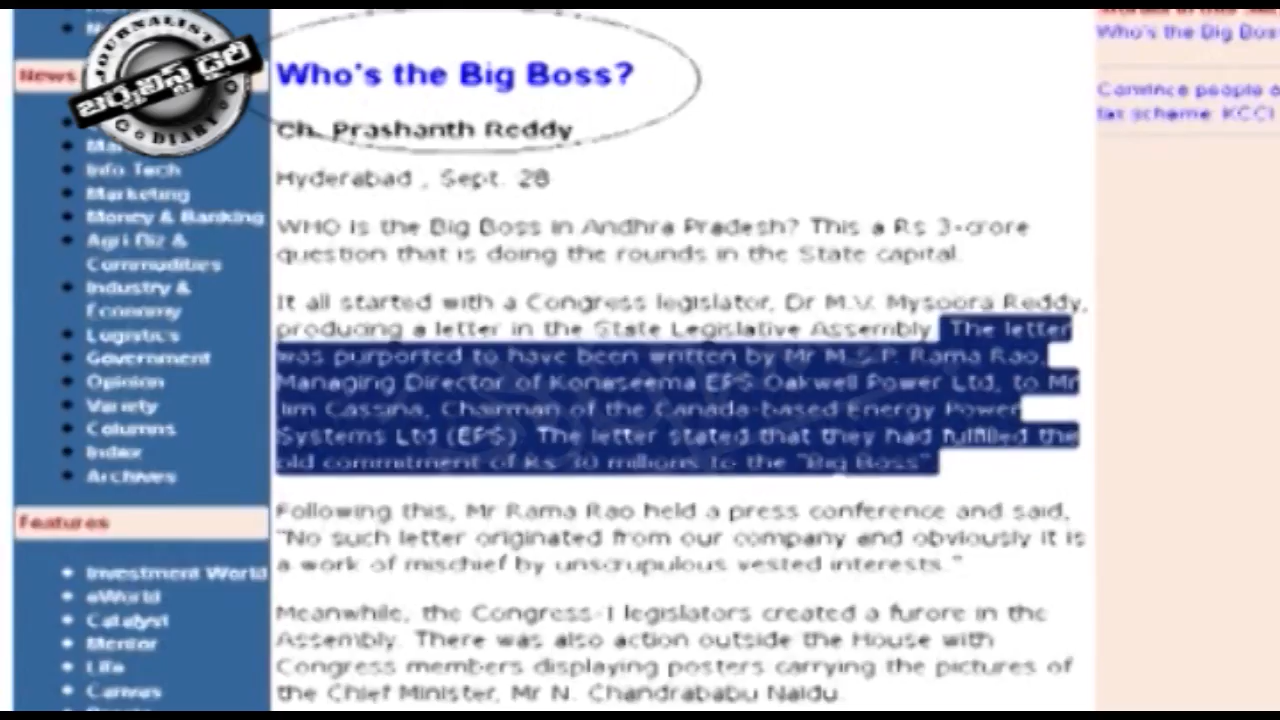 JOURNALIST
జర్నలిస్ట్ డైరీ
DIARY
News
Info Tech
Marketing
Money & Banking
Agri Biz &
Commodities
Industry &
Economy
Logistics
Government
Opinion
Variety
Columns
Index
Archives
Features
Investment World
eWorld
Catalyst
Mentor
Life
Canvas
Who's the Big Boss?
Ch. Prashanth Reddy
Hyderabad , Sept. 28
WHO is the Big Boss in Andhra Pradesh? This a Rs 3-crore
question that is doing the rounds in the State capital.
It all started with a Congress legislator, Dr M.V. Mysoora Reddy,
producing a letter in the State Legislative Assembly. The letter
was purported to have been written by Mr M.S.P. Rama Rao,
Managing Director of Konaseema EPS Oakwell Power Ltd, to Mr
Jim Cassina, Chairman of the Canada-based Energy Power
Systems Ltd (EPS). The letter stated that they had fulfilled the
old commitment of Rs 30 millions to the "Big Boss".
Following this, Mr Rama Rao held a press conference and said,
"No such letter originated from our company and obviously it is
a work of mischief by unscrupulous vested interests."
Meanwhile, the Congress-I legislators created a furore in the
Assembly. There was also action outside the House with
Congress members displaying posters carrying the pictures of
the Chief Minister, Mr N. Chandrababu Naidu.
Who's the Big Boss
Convince people o
tax scheme: KCCI